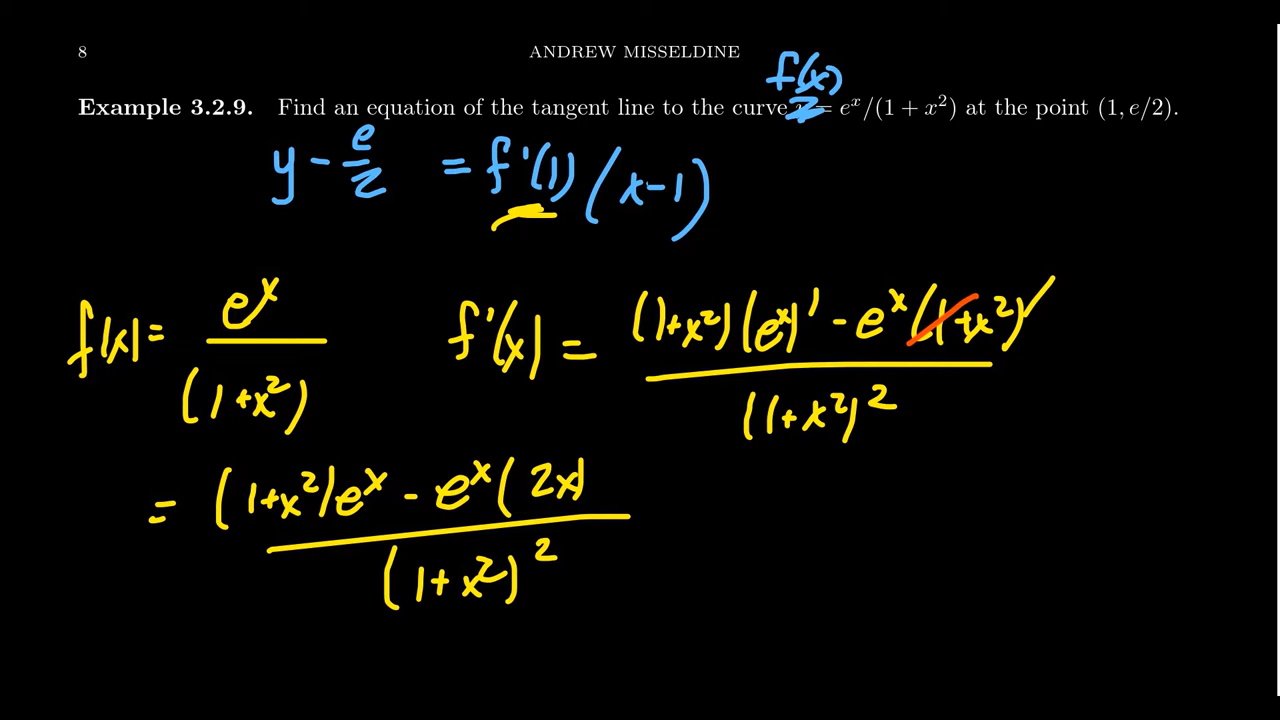 8 ANDREW MISSELDINE
f(x)
Example 3.2.9. Find an equation of the tangent line to the curve = e^x/(1 + x^2) at the point (1, e/2).
y - e/2 = f'(1) (x-1)
f(x) = e^x/(1+x^2) f'(x) = ((1+x^2)(e^x)' - e^x(1+x^2)')/(1+x^2)^2
= ((1+x^2)e^x - e^x(2x))/(1+x^2)^2